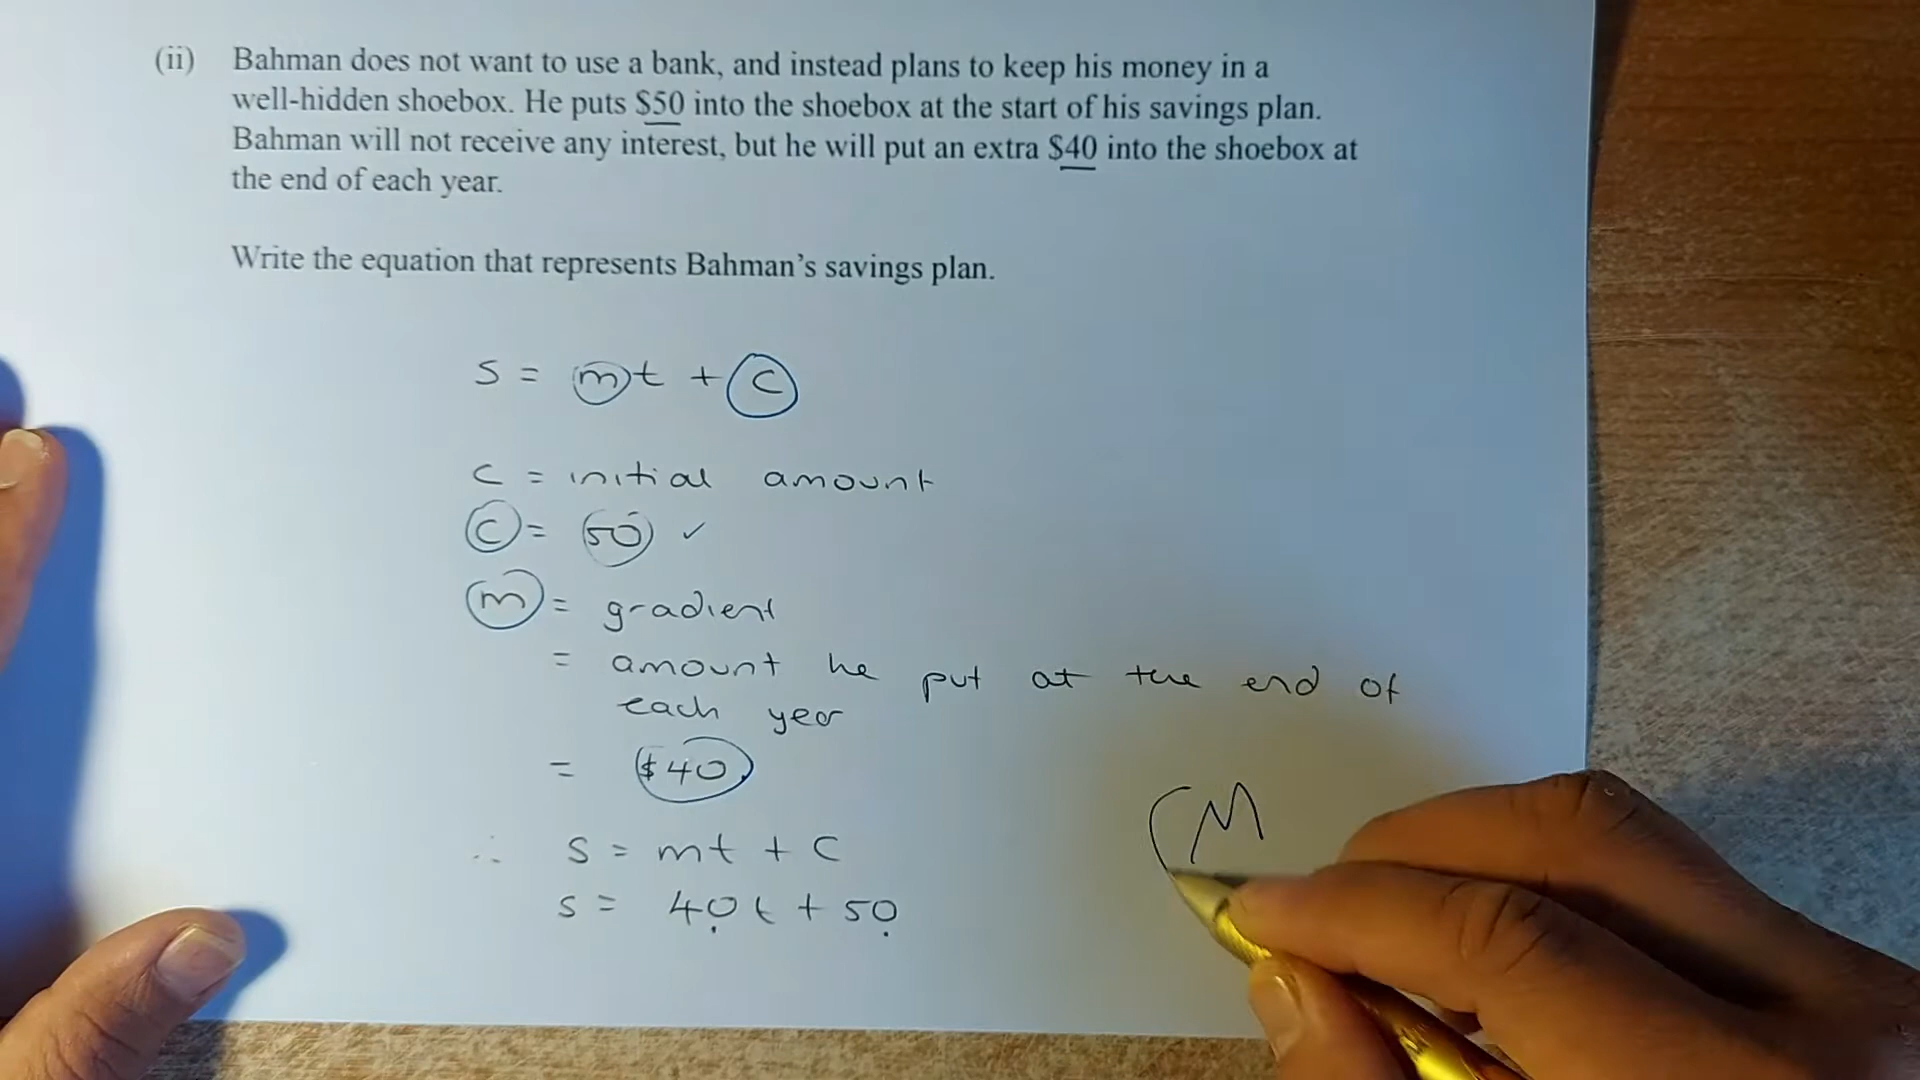 (ii) Bahman does not want to use a bank, and instead plans to keep his money in a
well-hidden shoebox. He puts $50 into the shoebox at the start of his savings plan.
Bahman will not receive any interest, but he will put an extra $40 into the shoebox at
the end of each year.
Write the equation that represents Bahman's savings plan.
s = mt + c
c = initial amount
c = 50 ✓
m = gradient
= amount he put at the end of
each year
= $40
∴ s = mt + c
s = 40t + 50
(M